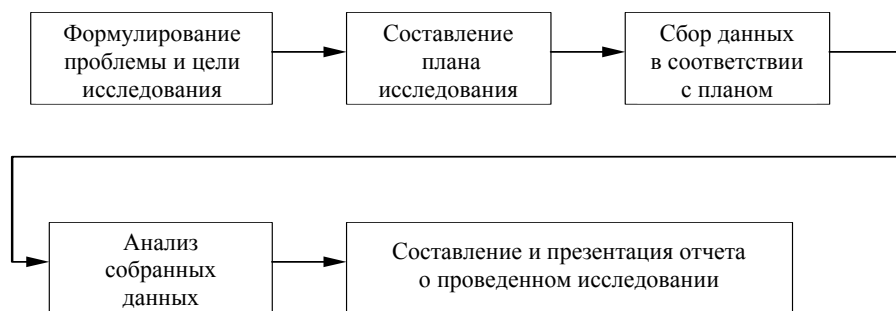 Формулирование
проблемы и цели
исследования
Составление
плана
исследования
Сбор данных
в соответствии
с планом
Анализ
собранных
данных
Составление и презентация отчета
о проведенном исследовании